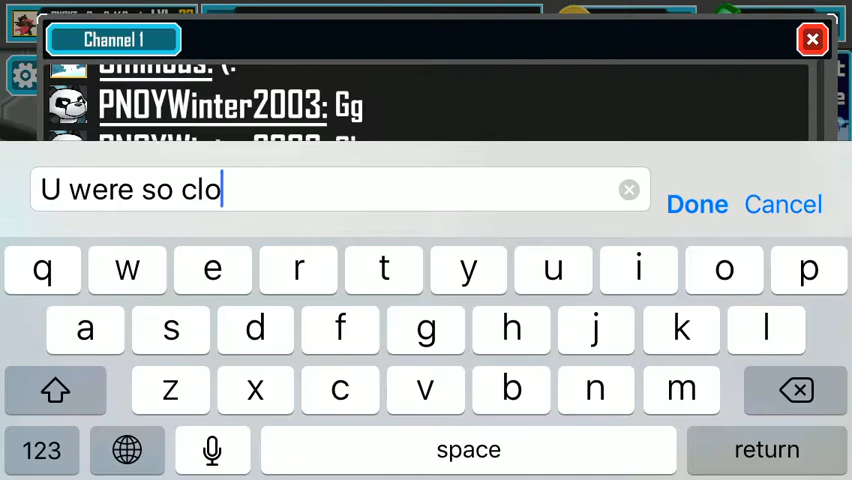 Channel 1
PNOYWinter2003: Gg
U were so clo
Done Cancel
q w e r t y u i o p
a s d f g h j k l
z x c v b n m
123 space return